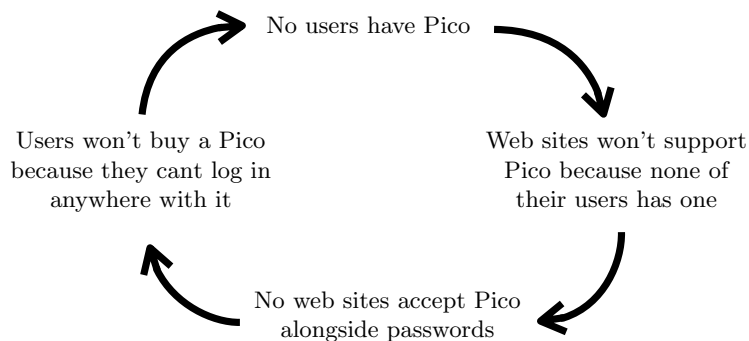 No users have Pico
Users won't buy a Pico
because they cant log in
anywhere with it
Web sites won't support
Pico because none of
their users has one
No web sites accept Pico
alongside passwords